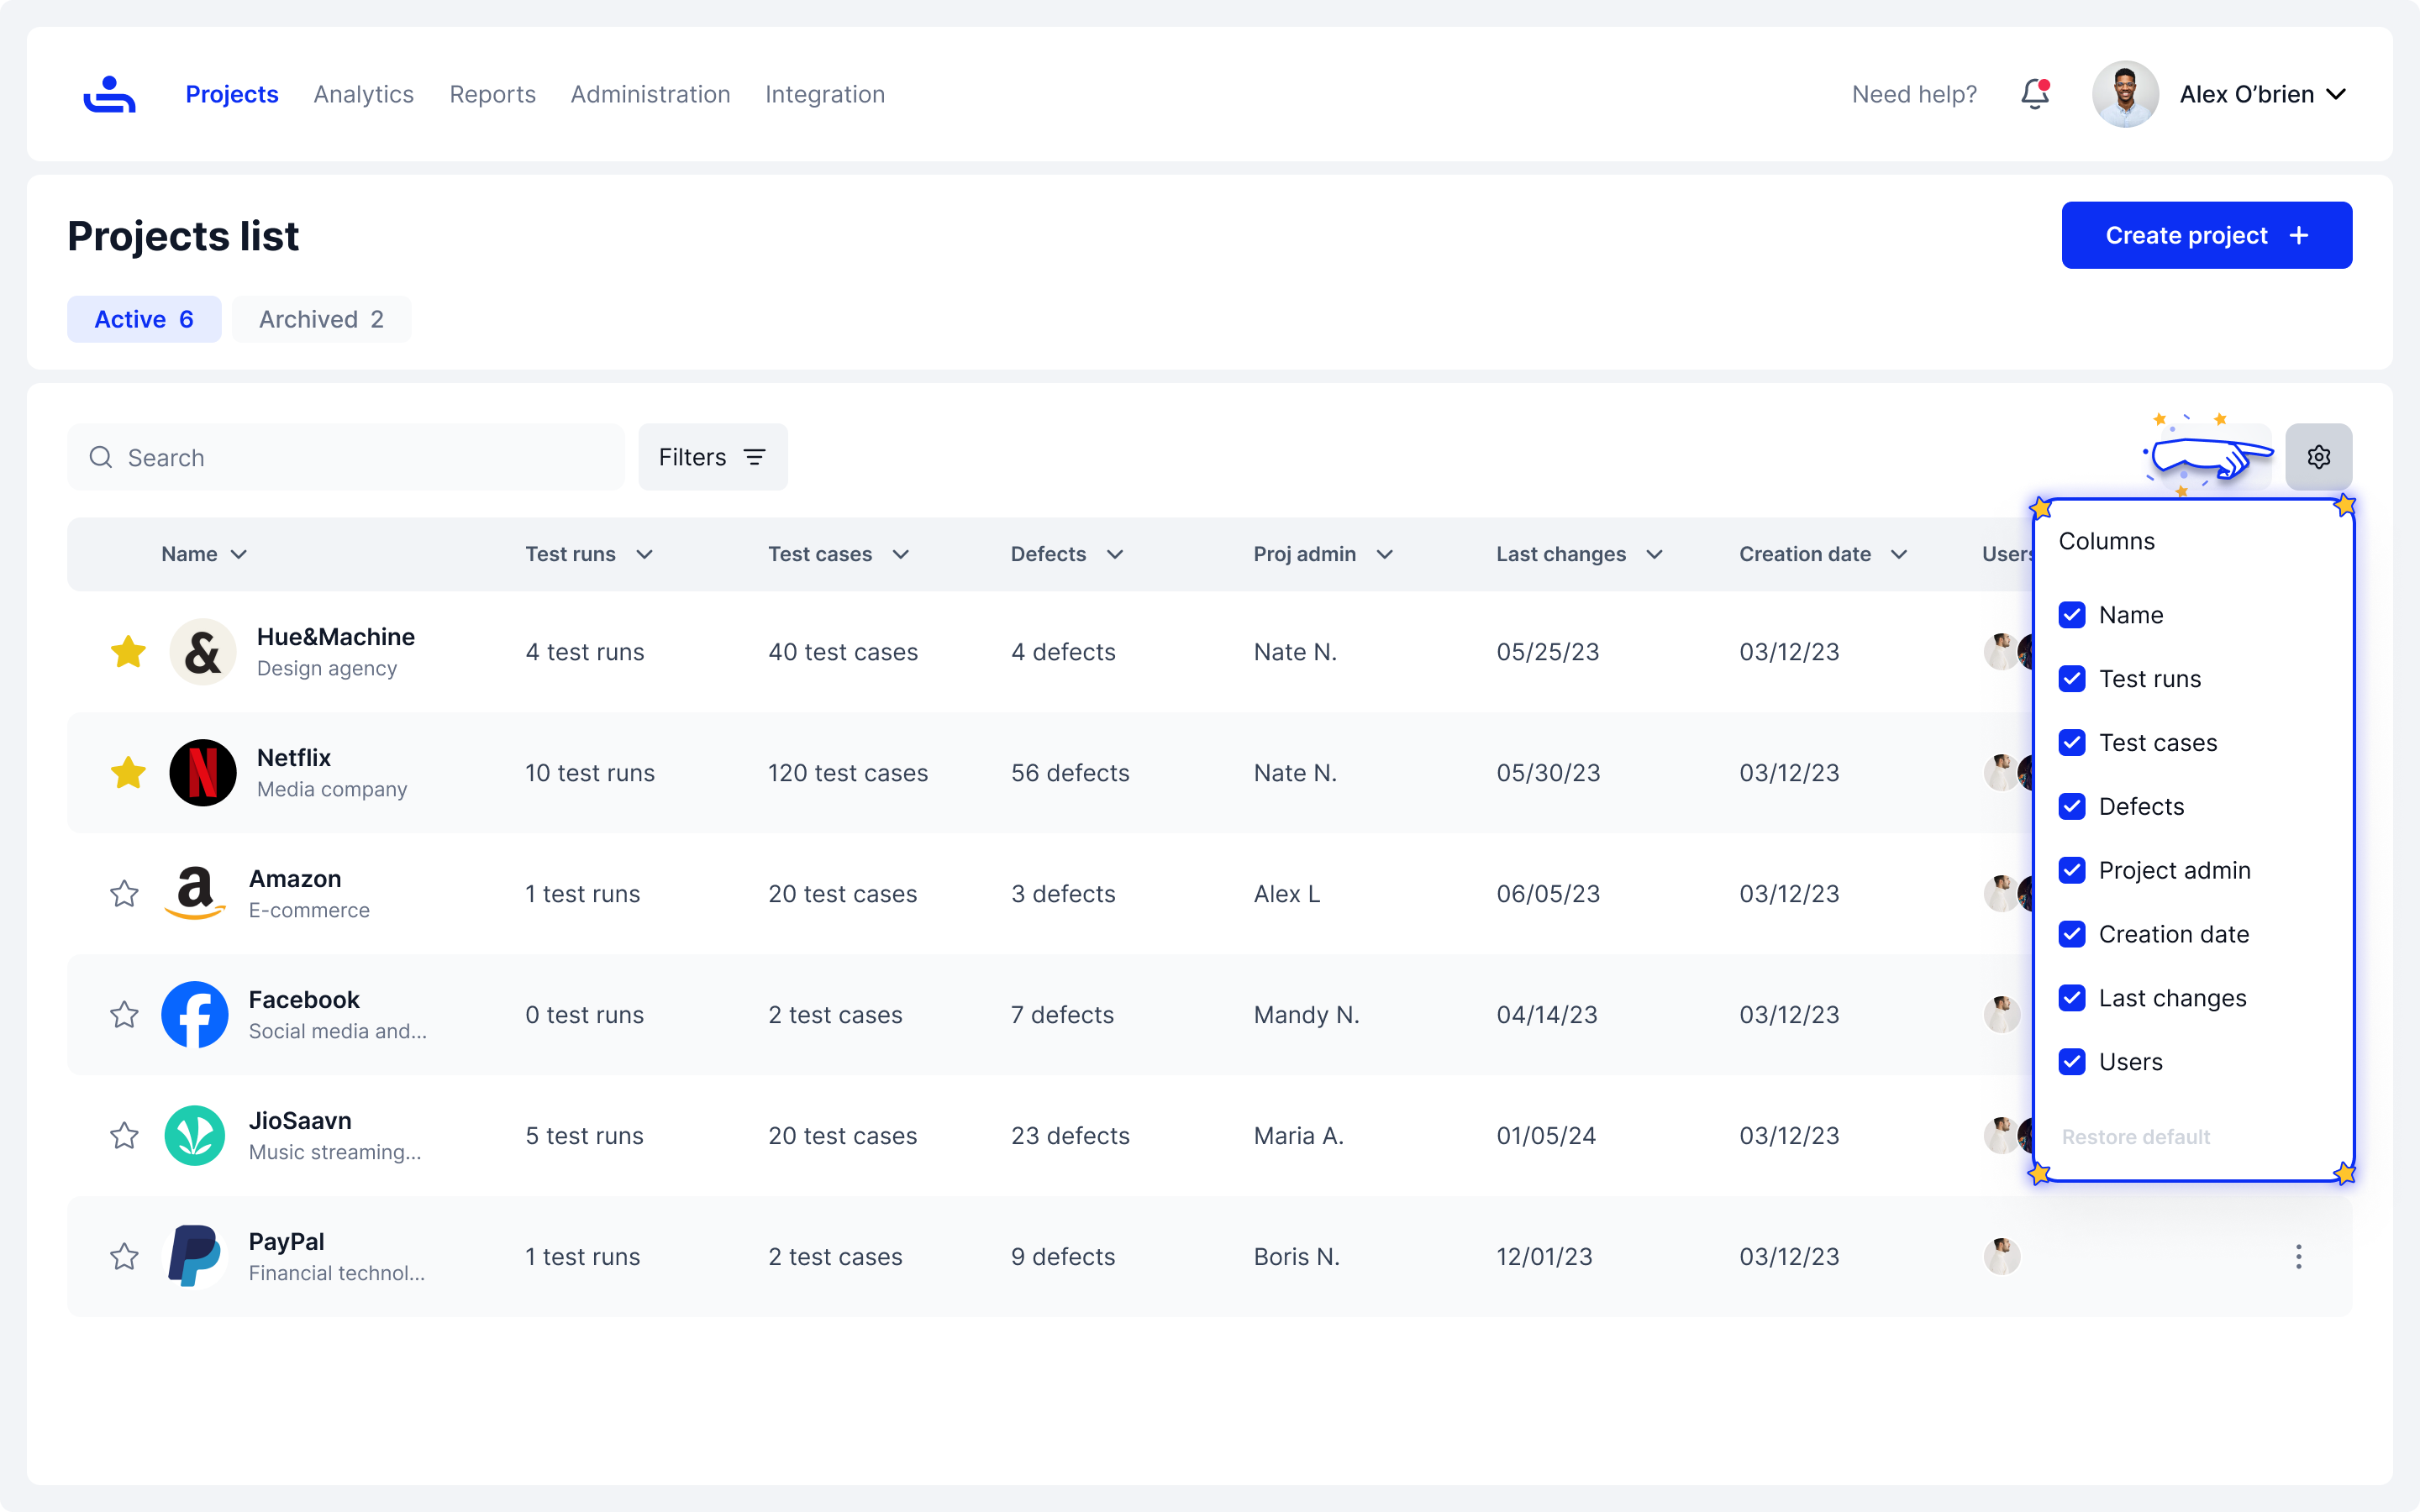 Projects Analytics Reports Administration Integration Need help? Alex O’brien
Projects list
Create project +
Active 6 Archived 2
Search Filters
Name Test runs Test cases Defects Proj admin Last changes Creation date Users
Hue&Machine
Design agency
4 test runs 40 test cases 4 defects Nate N. 05/25/23 03/12/23
Netflix
Media company
10 test runs 120 test cases 56 defects Nate N. 05/30/23 03/12/23
Amazon
E-commerce
1 test runs 20 test cases 3 defects Alex L 06/05/23 03/12/23
Facebook
Social media and...
0 test runs 2 test cases 7 defects Mandy N. 04/14/23 03/12/23
JioSaavn
Music streaming...
5 test runs 20 test cases 23 defects Maria A. 01/05/24 03/12/23
PayPal
Financial technol...
1 test runs 2 test cases 9 defects Boris N. 12/01/23 03/12/23
Columns
Name
Test runs
Test cases
Defects
Project admin
Creation date
Last changes
Users
Restore default